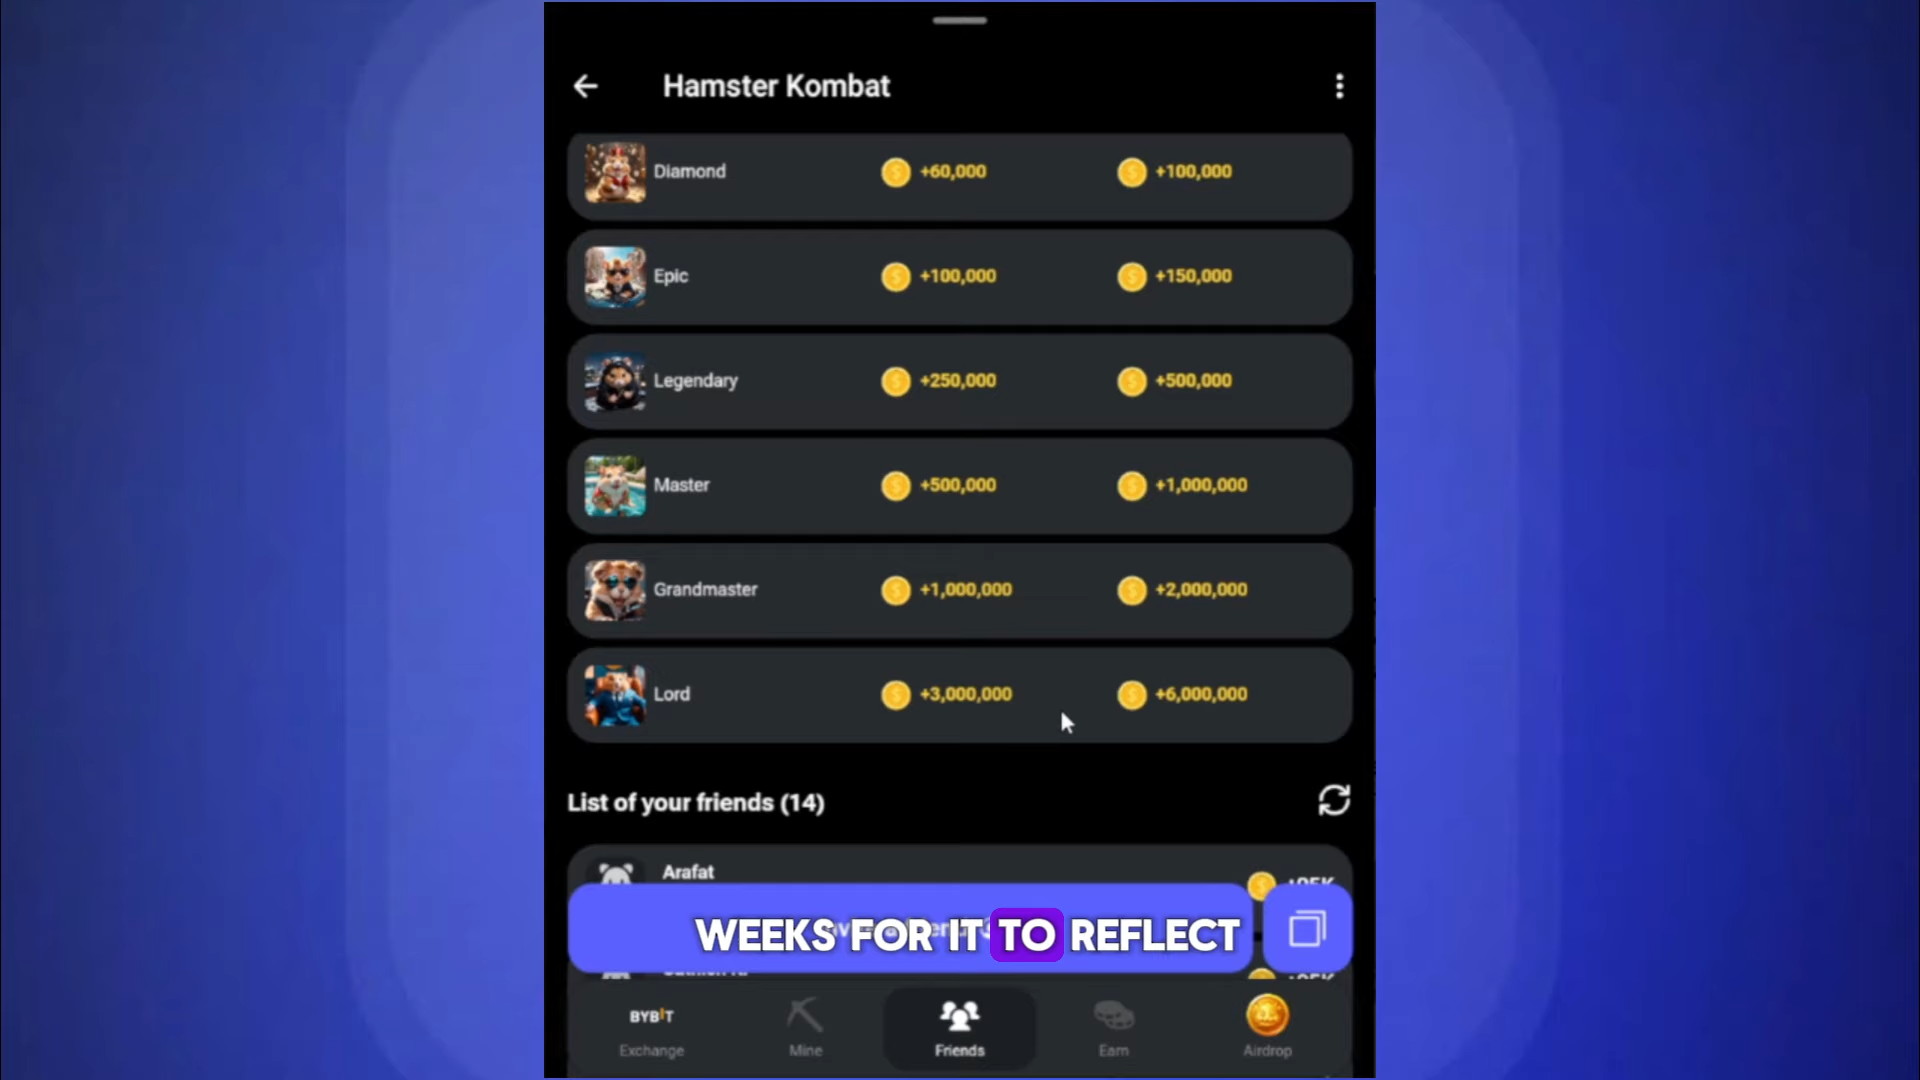 Hamster Kombat
Diamond +60,000 +100,000
Epic +100,000 +150,000
Legendary +250,000 +500,000
Master +500,000 +1,000,000
Grandmaster +1,000,000 +2,000,000
Lord +3,000,000 +6,000,000
List of your friends (14)
Arafat
WEEKS FOR IT TO REFLECT
BYBIT
Exchange Mine Friends Earn Airdrop